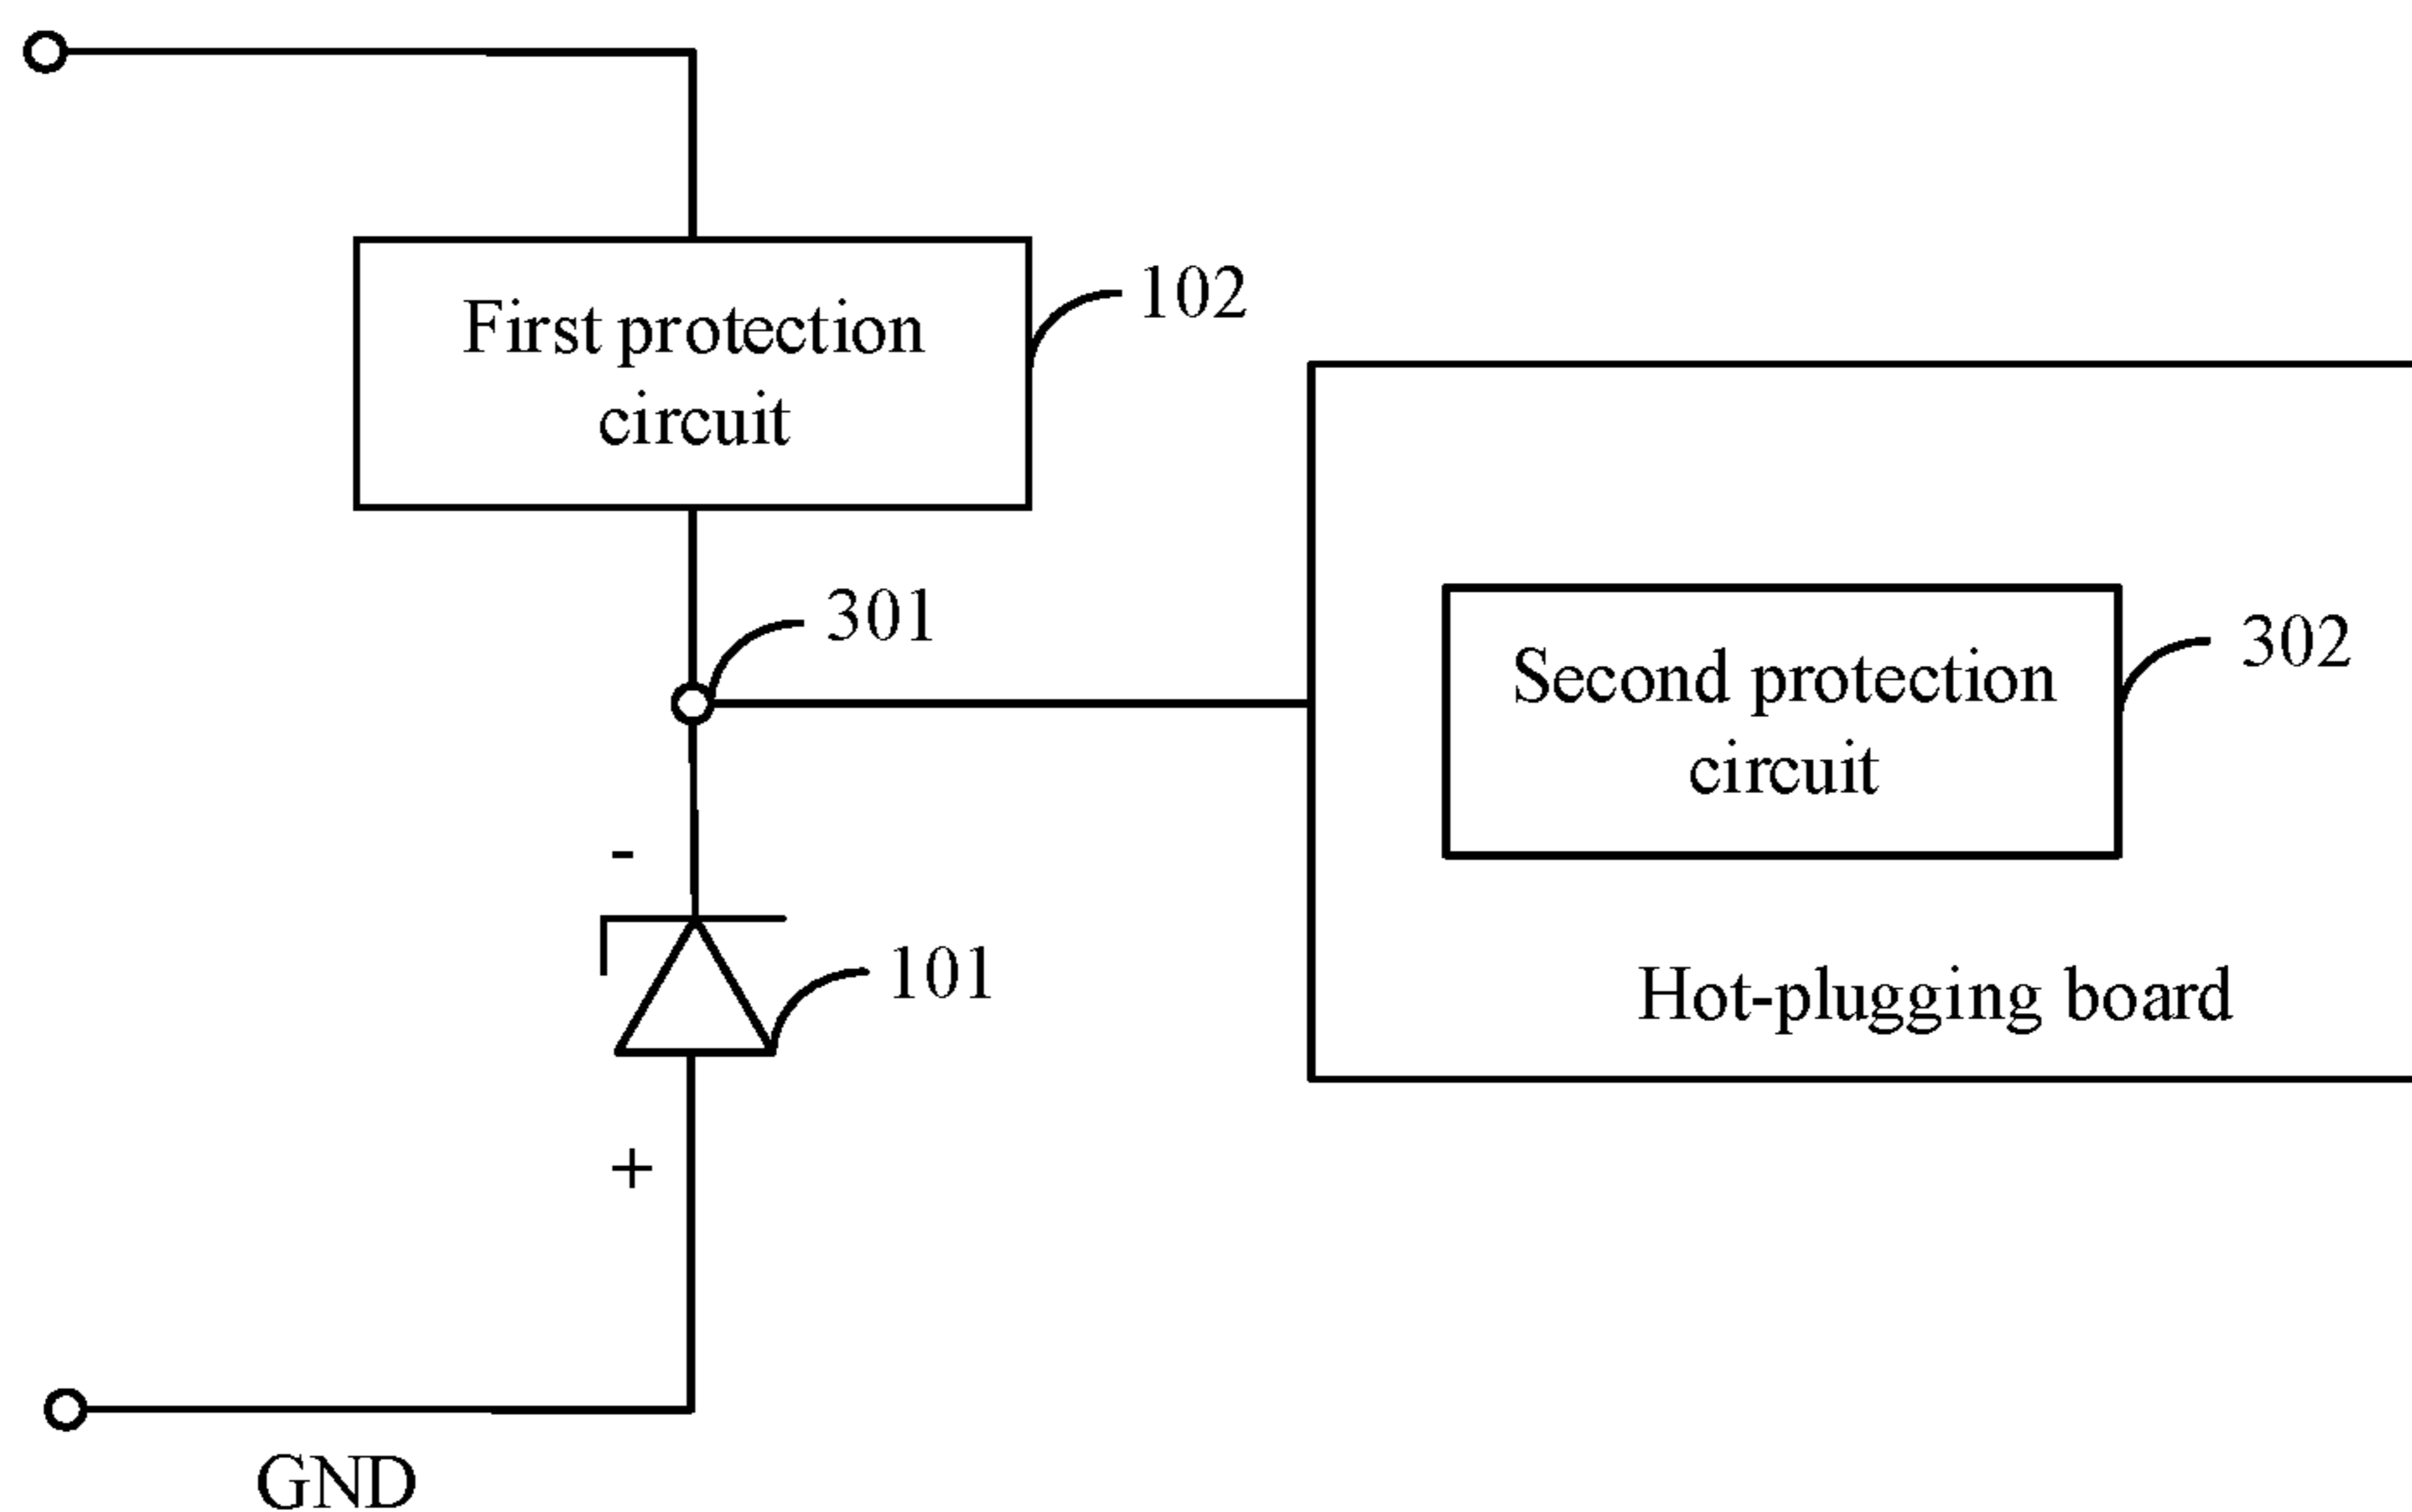 First protection
circuit
102
301
Second protection
circuit
302
-
101
Hot-plugging board
+
GND